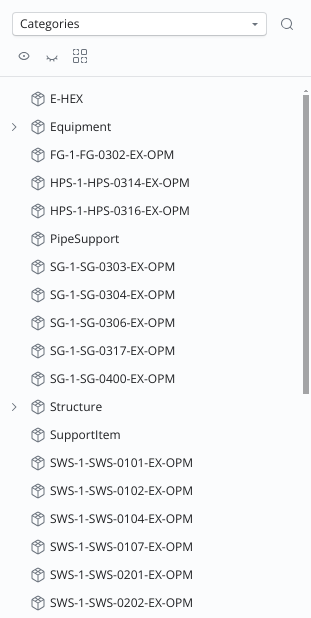 Categories
E-HEX
Equipment
FG-1-FG-0302-EX-OPM
HPS-1-HPS-0314-EX-OPM
HPS-1-HPS-0316-EX-OPM
PipeSupport
SG-1-SG-0303-EX-OPM
SG-1-SG-0304-EX-OPM
SG-1-SG-0306-EX-OPM
SG-1-SG-0317-EX-OPM
SG-1-SG-0400-EX-OPM
Structure
SupportItem
SWS-1-SWS-0101-EX-OPM
SWS-1-SWS-0102-EX-OPM
SWS-1-SWS-0104-EX-OPM
SWS-1-SWS-0107-EX-OPM
SWS-1-SWS-0201-EX-OPM
SWS-1-SWS-0202-EX-OPM